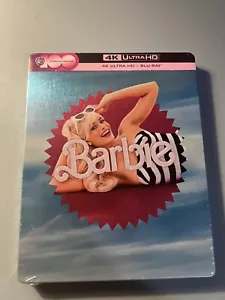 4K ULTRA HD
4K ULTRA HD + BLU-RAY
Barbie